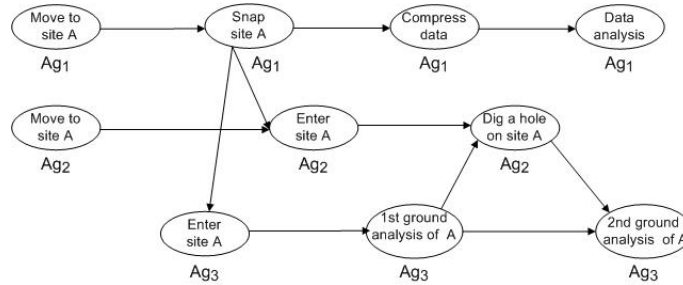 Move to
site A
Snap
site A
Compress
data
Data
analysis
Ag1
Ag1
Ag1
Ag1
Move to
site A
Enter
site A
Dig a hole
on site A
Ag2
Ag2
Ag2
Enter
site A
1st ground
analysis of A
2nd ground
analysis of A
Ag3
Ag3
Ag3